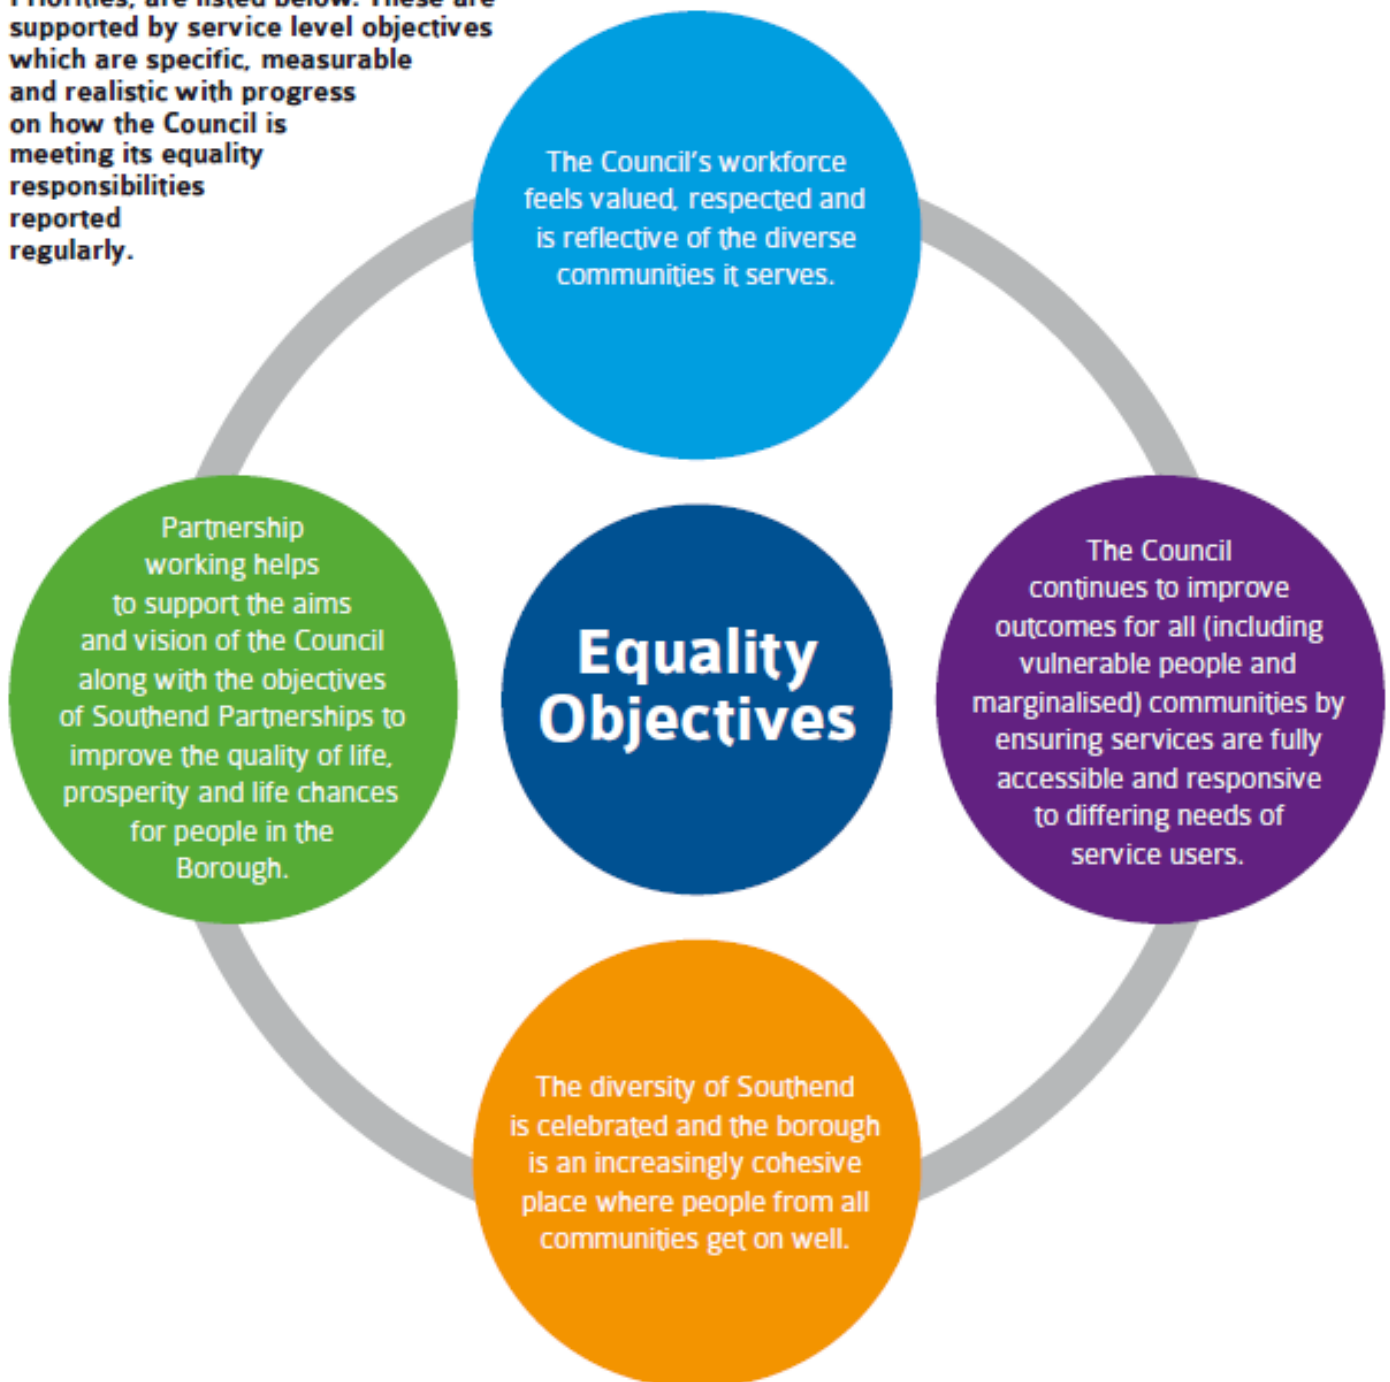 Priorities, are listed below. These are
supported by service level objectives
which are specific, measurable
and realistic with progress
on how the Council is
meeting its equality
responsibilities
reported
regularly.
The Council's workforce
feels valued, respected and
is reflective of the diverse
communities it serves.
Partnership
working helps
to support the aims
and vision of the Council
along with the objectives
of Southend Partnerships to
improve the quality of life,
prosperity and life chances
for people in the
Borough.
Equality
Objectives
The Council
continues to improve
outcomes for all (including
vulnerable people and
marginalised) communities by
ensuring services are fully
accessible and responsive
to differing needs of
service users.
The diversity of Southend
is celebrated and the borough
is an increasingly cohesive
place where people from all
communities get on well.